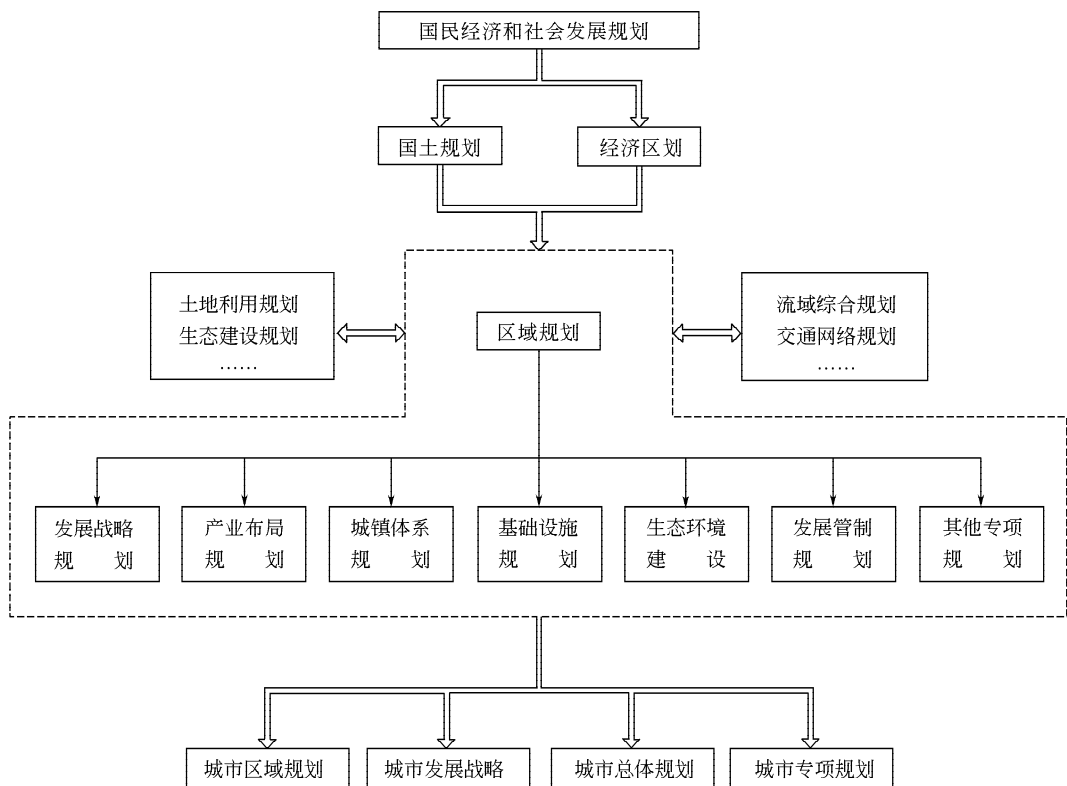 国民经济和社会发展规划
国土规划
经济区划
土地利用规划
生态建设规划
……
区域规划
流域综合规划
交通网络规划
……
发展战略
规 划
产业布局
规 划
城镇体系
规 划
基础设施
规 划
生态环境
建 设
发展管制
规 划
其他专项
规 划
城市区域规划
城市发展战略
城市总体规划
城市专项规划